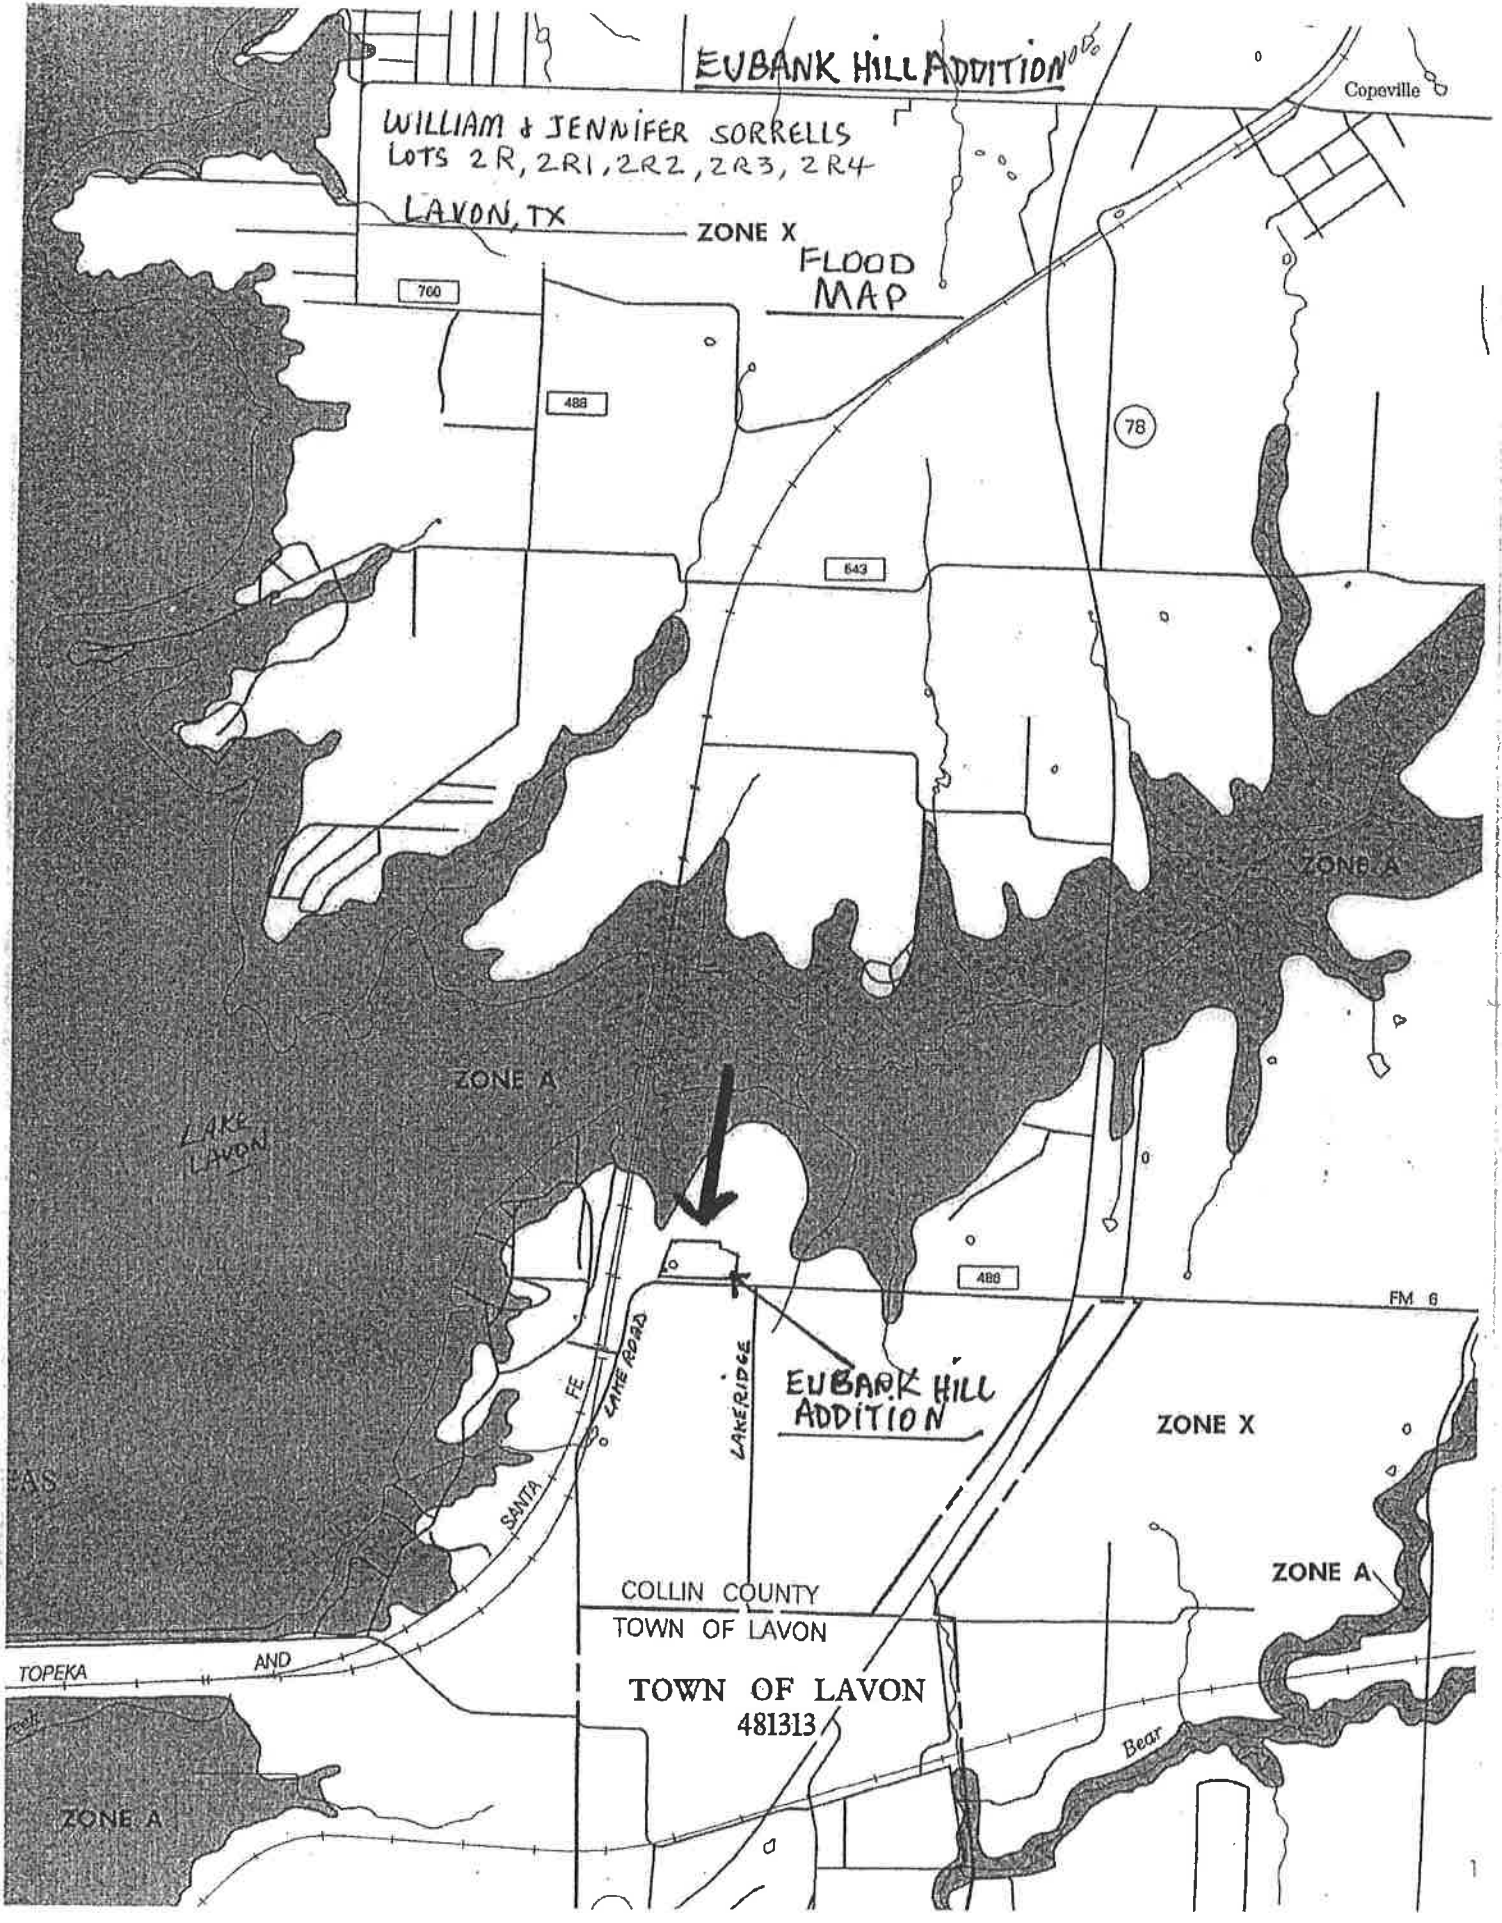 EUBANK HILL ADDITION
Copeville
WILLIAM & JENNIFER SORRELLS
LOTS 2R, 2R1, 2R2, 2R3, 2R4
LAVON, TX
ZONE X
FLOOD
MAP
760
488
78
643
ZONE A
ZONE A
LAKE
LAVON
486
FM 6
LAKE ROAD
LAKERIDGE
EUBANK HILL
ADDITION
SANTA FE
ZONE X
AS
ZONE A
COLLIN COUNTY
TOWN OF LAVON
TOPEKA AND
TOWN OF LAVON
481313
Bear
ZONE A
1